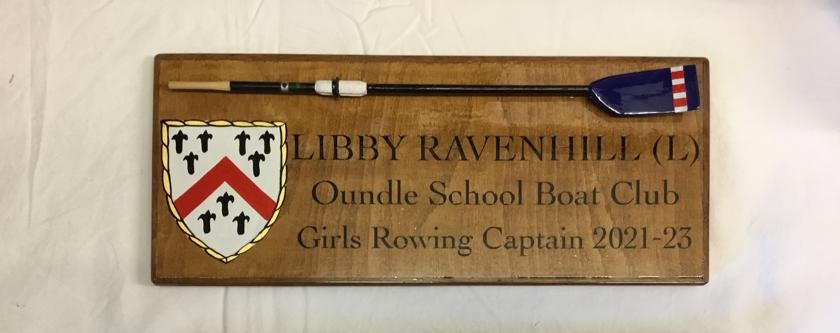 LIBBY RAVENHILL (L)
Oundle School Boat Club
Girls Rowing Captain 2021-23